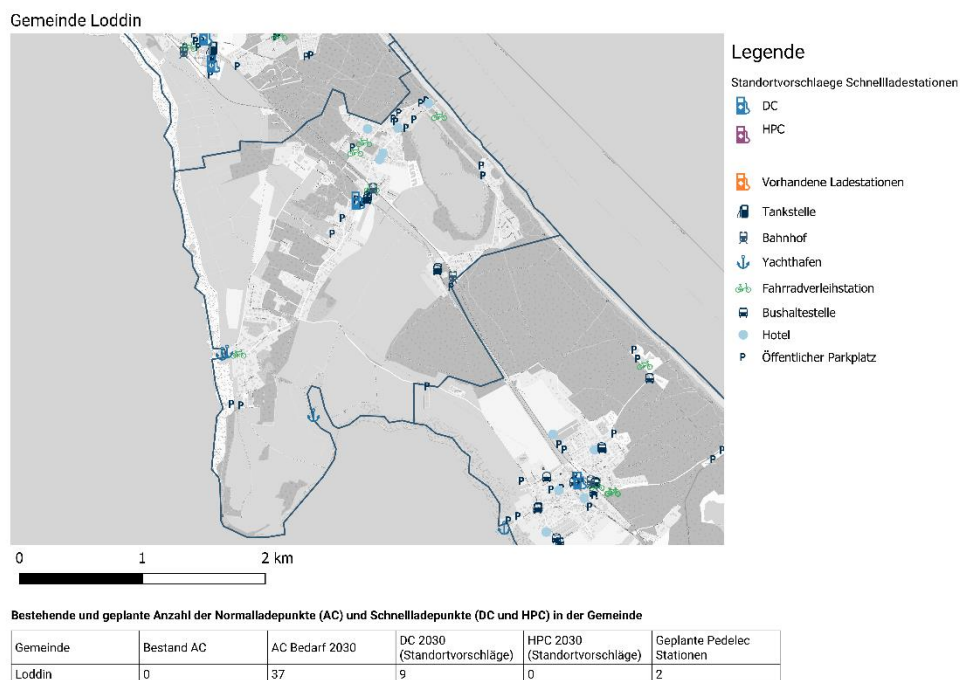 Gemeinde Loddin
Legende
Standortvorschlaege Schnellladestationen
DC
HPC
Vorhandene Ladestationen
Tankstelle
Bahnhof
Yachthafen
Fahrradverleihstation
Bushaltestelle
Hotel
P Öffentlicher Parkplatz
0 1 2 km
Bestehende und geplante Anzahl der Normalladepunkte (AC) und Schnellladepunkte (DC und HPC) in der Gemeinde
Gemeinde Bestand AC AC Bedarf 2030 DC 2030 (Standortvorschläge) HPC 2030 (Standortvorschläge) Geplante Pedelec Stationen
Loddin 0 37 9 0 2